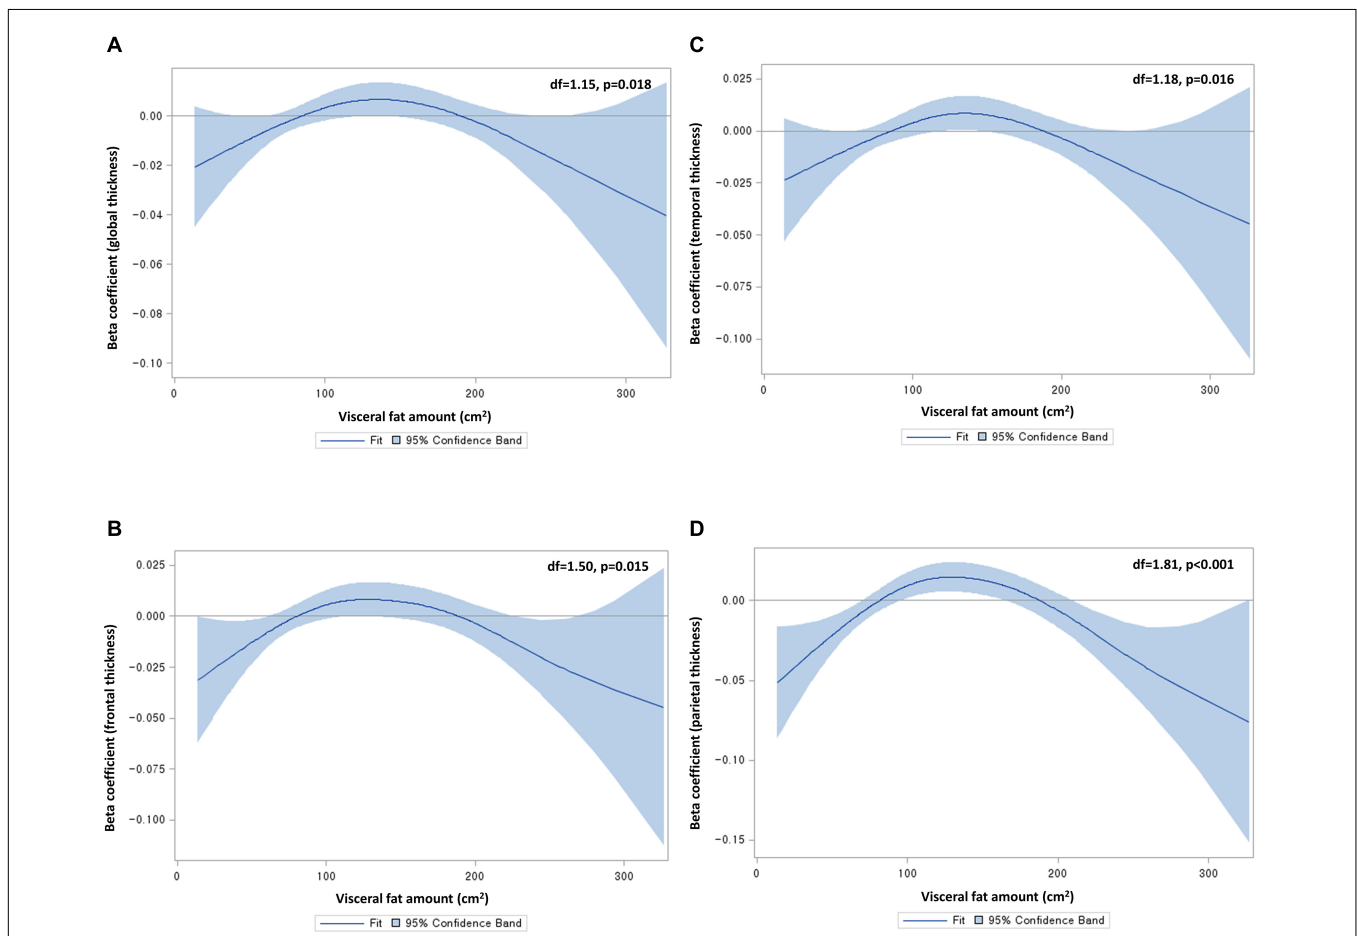 A
df=1.15, p=0.018
0.00
−0.02
−0.04
−0.06
−0.08
−0.10
Beta coefficient (global thickness)
0 100 200 300
Visceral fat amount (cm²)
Fit 95% Confidence Band
C
df=1.18, p=0.016
0.025
0.000
−0.025
−0.050
−0.075
−0.100
Beta coefficient (temporal thickness)
0 100 200 300
Visceral fat amount (cm²)
Fit 95% Confidence Band
B
df=1.50, p=0.015
0.025
0.000
−0.025
−0.050
−0.075
−0.100
Beta coefficient (frontal thickness)
0 100 200 300
Visceral fat amount (cm²)
Fit 95% Confidence Band
D
df=1.81, p<0.001
0.00
−0.05
−0.10
−0.15
Beta coefficient (parietal thickness)
0 100 200 300
Visceral fat amount (cm²)
Fit 95% Confidence Band